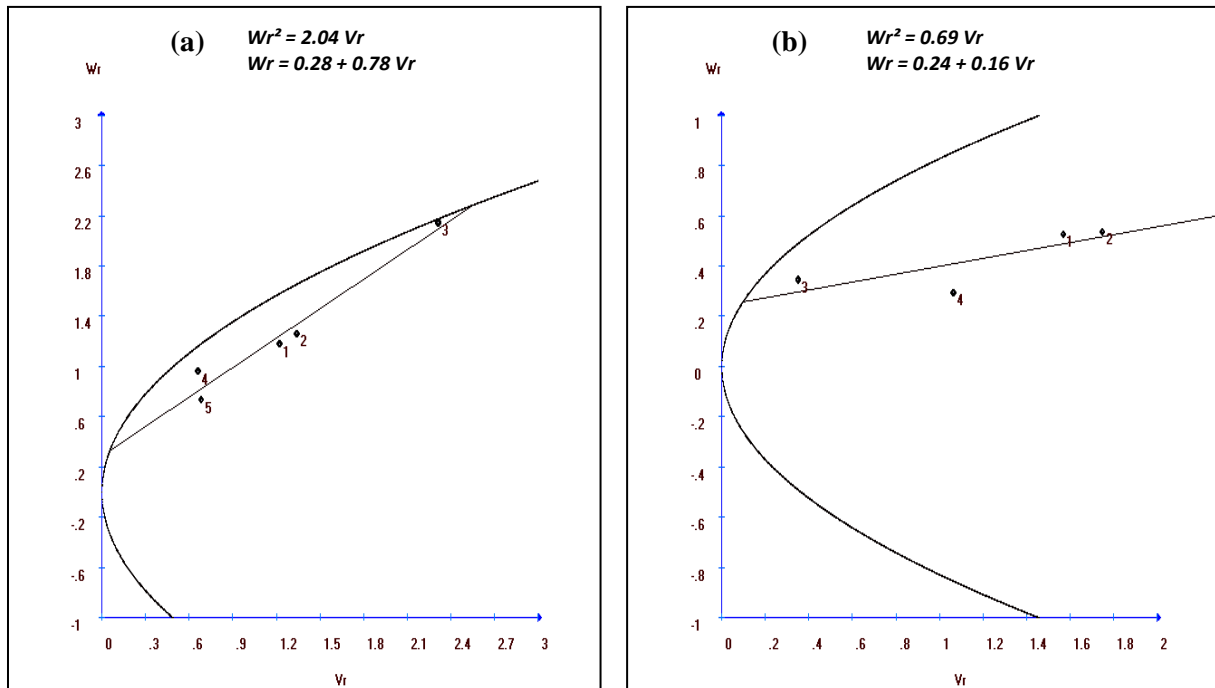 (a)
Wr² = 2.04 Vr
Wr = 0.28 + 0.78 Vr
Wr
3
2.6
2.2
1.8
1.4
1
.6
.2
-.2
-.6
-1
3
2
1
4
5
0 .3 .6 .9 1.2 1.5 1.8 2.1 2.4 2.7 3
Vr
(b)
Wr² = 0.69 Vr
Wr = 0.24 + 0.16 Vr
Wr
1
.8
.6
.4
.2
0
-.2
-.4
-.6
-.8
-1
1
2
3
4
0 .2 .4 .6 .8 1 1.2 1.4 1.6 1.8 2
Vr